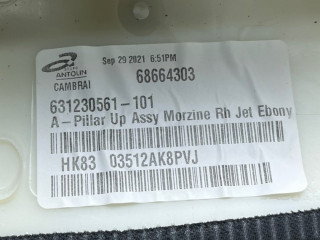 Sep 29 2021 6:51PM
ANTOLIN
CAMBRAI
68664303
631230561-101
A-Pillar Up Assy Morzine Rh Jet Ebony
HK83 03512AK8PVJ